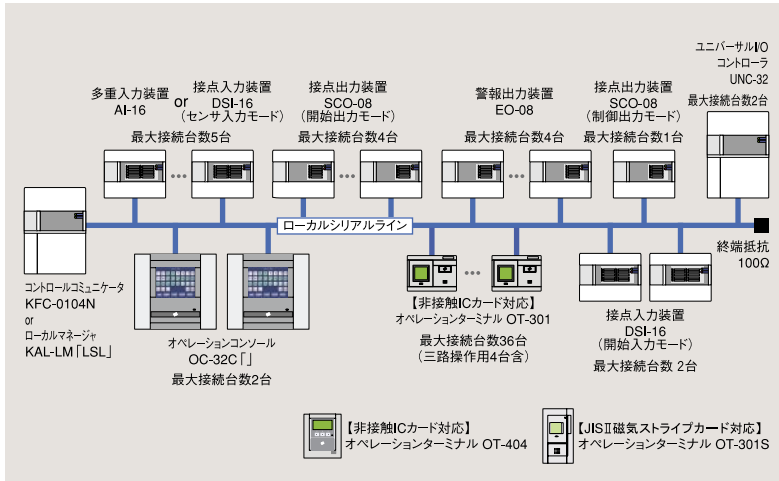 ユニバーサルI/O
コントローラ
UNC-32
最大接続台数2台
多重入力装置
AI-16
or
接点入力装置
DSI-16
(センサ入力モード)
最大接続台数5台
接点出力装置
SCO-08
(開始出力モード)
最大接続台数4台
警報出力装置
EO-08
最大接続台数4台
接点出力装置
SCO-08
(制御出力モード)
最大接続台数1台
ローカルシリアルライン
終端抵抗
100Ω
コントロールコミュニケータ
KFC-0104N
or
ローカルマネージャ
KAL-LM「LSL」
オペレーションコンソール
OC-32C「」
最大接続台数2台
【非接触ICカード対応】
オペレーションターミナル OT-301
最大接続台数36台
(三路操作用4台含)
接点入力装置
DSI-16
(開始入力モード)
最大接続台数 2台
【非接触ICカード対応】
オペレーションターミナル OT-404
【JISⅡ磁気ストライプカード対応】
オペレーションターミナル OT-301S